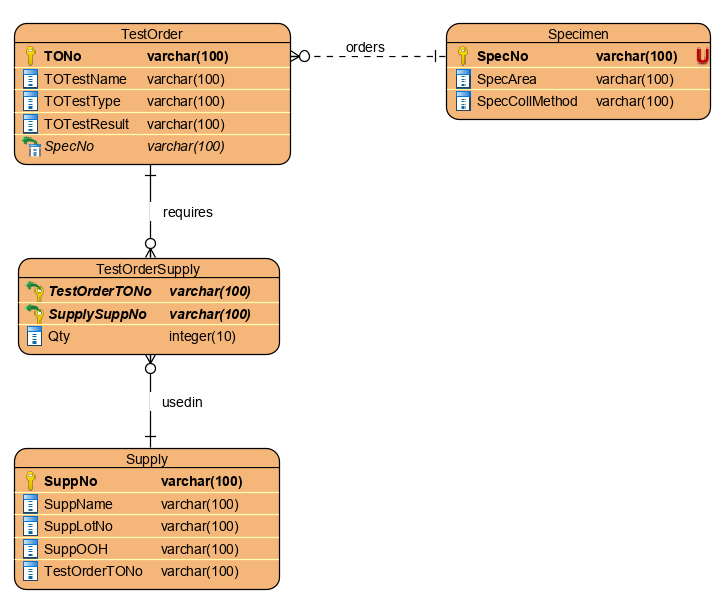 TestOrder
TONo varchar(100)
TOTestName varchar(100)
TOTestType varchar(100)
TOTestResult varchar(100)
SpecNo varchar(100)
orders
Specimen
SpecNo varchar(100) U
SpecArea varchar(100)
SpecCollMethod varchar(100)
requires
TestOrderSupply
TestOrderTONo varchar(100)
SupplySuppNo varchar(100)
Qty integer(10)
usedin
Supply
SuppNo varchar(100)
SuppName varchar(100)
SuppLotNo varchar(100)
SuppOOH varchar(100)
TestOrderTONo varchar(100)